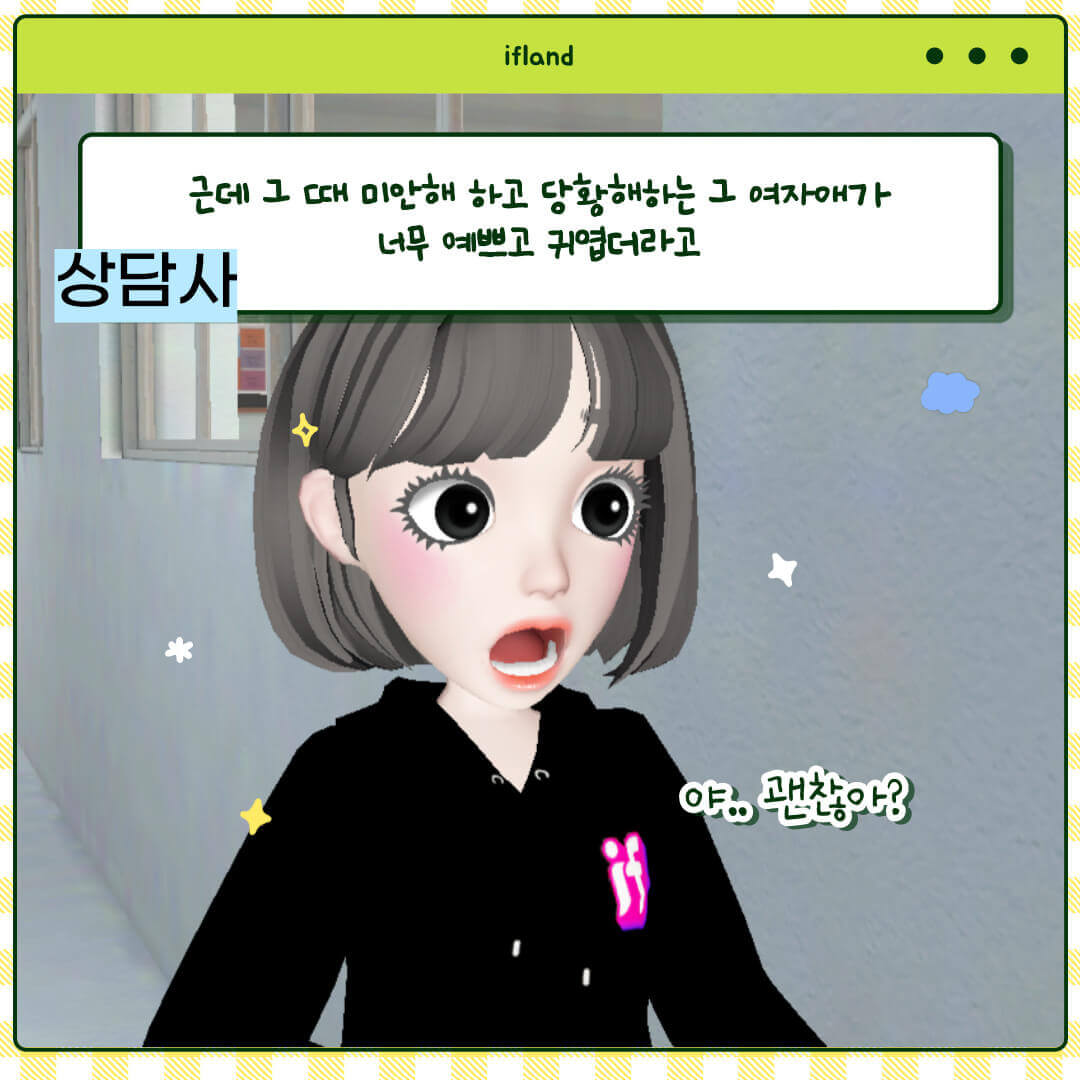 ifland
근데 그 때 미안해 하고 당황해하는 그 여자애가
너무 예쁘고 귀엽더라고
상담사
야.. 괜찮아?
if